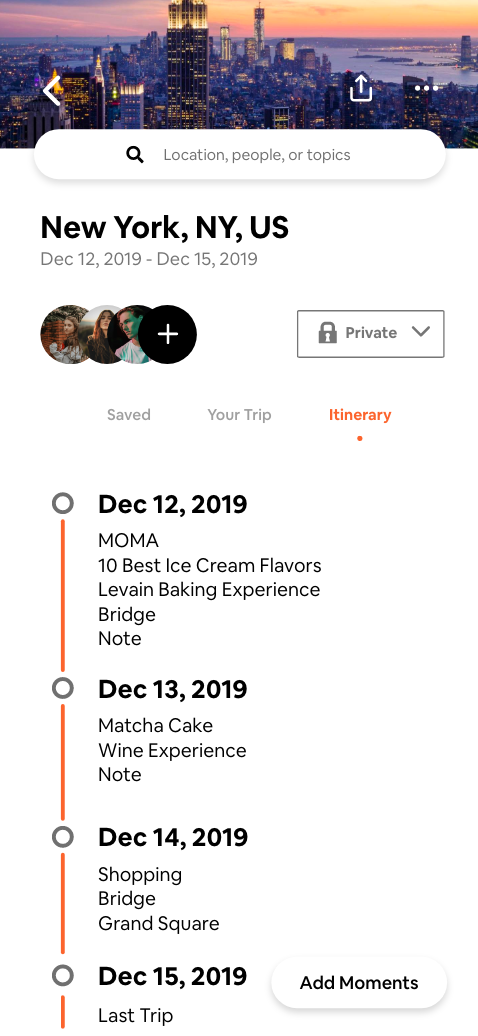 Location, people, or topics
New York, NY, US
Dec 12, 2019 - Dec 15, 2019
Private
Saved
Your Trip
Itinerary
Dec 12, 2019
MOMA
10 Best Ice Cream Flavors
Levain Baking Experience
Bridge
Note
Dec 13, 2019
Matcha Cake
Wine Experience
Note
Dec 14, 2019
Shopping
Bridge
Grand Square
Dec 15, 2019
Add Moments
Last Trip